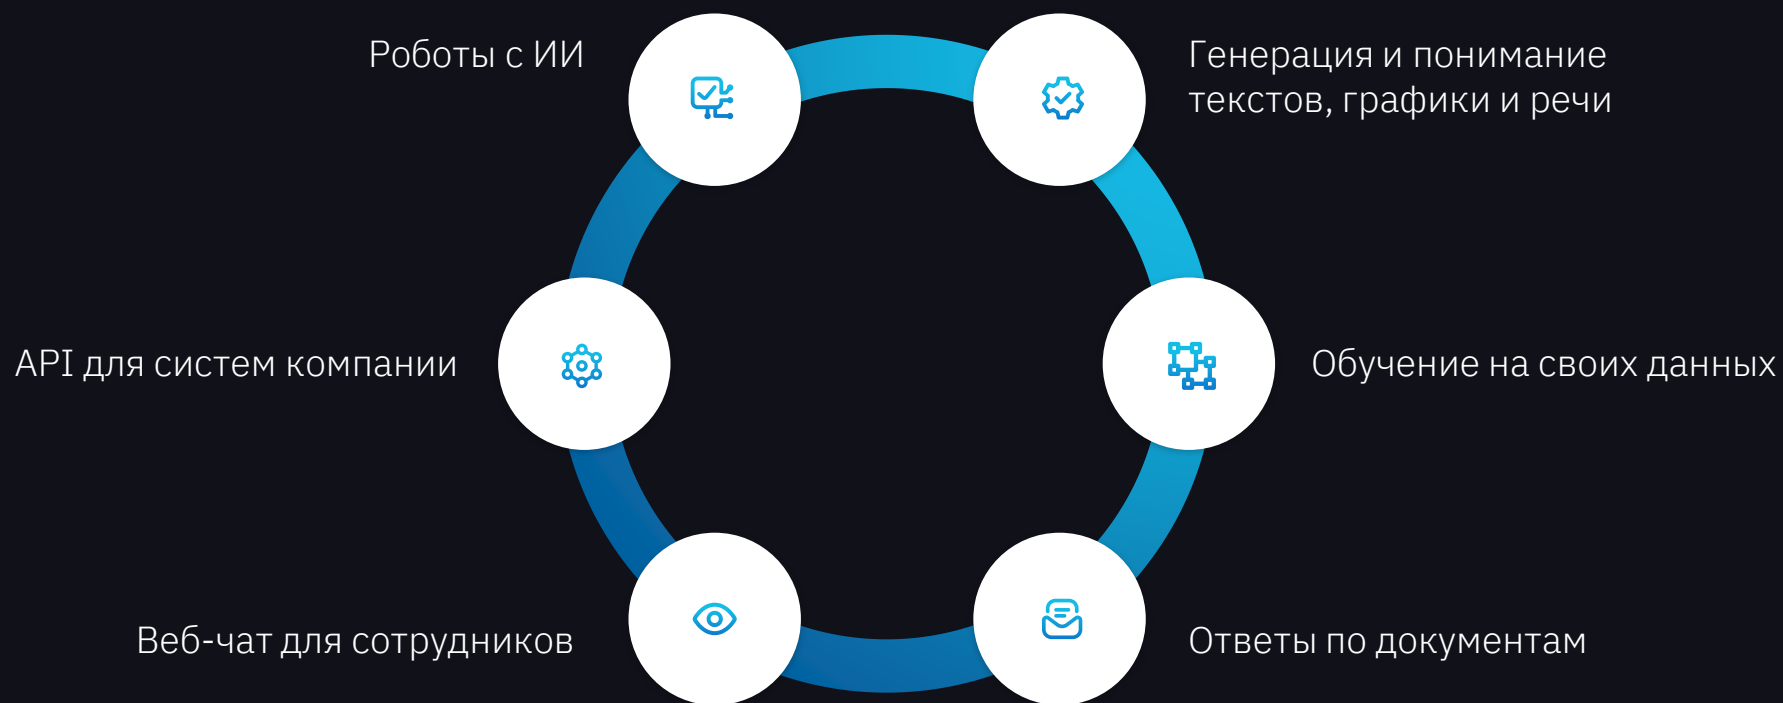 Роботы с ИИ
Генерация и понимание
текстов, графики и речи
API для систем компании
Обучение на своих данных
Веб-чат для сотрудников
Ответы по документам